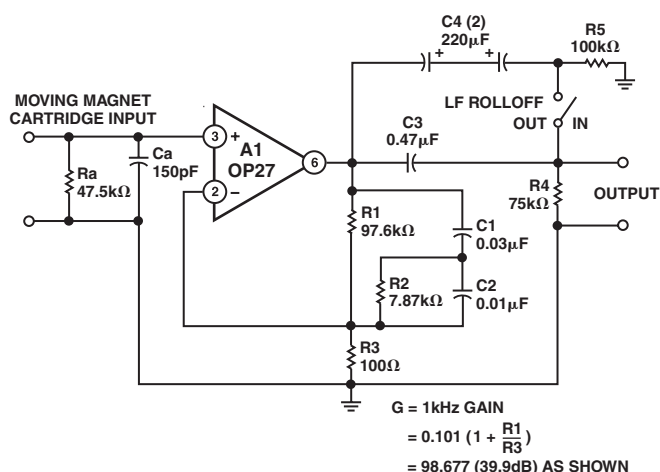 C4 (2)
220μF
+ +
R5
100kΩ
MOVING MAGNET
CARTRIDGE INPUT
LF ROLLOFF
OUT IN
C3
0.47μF
3 +
A1
OP27
6
2 −
Ca
150pF
Ra
47.5kΩ
R1
97.6kΩ
C1
0.03μF
R2
7.87kΩ
C2
0.01μF
R3
100Ω
R4
75kΩ
OUTPUT
G = 1kHz GAIN
= 0.101 (1 + R1/R3)
= 98.677 (39.9dB) AS SHOWN